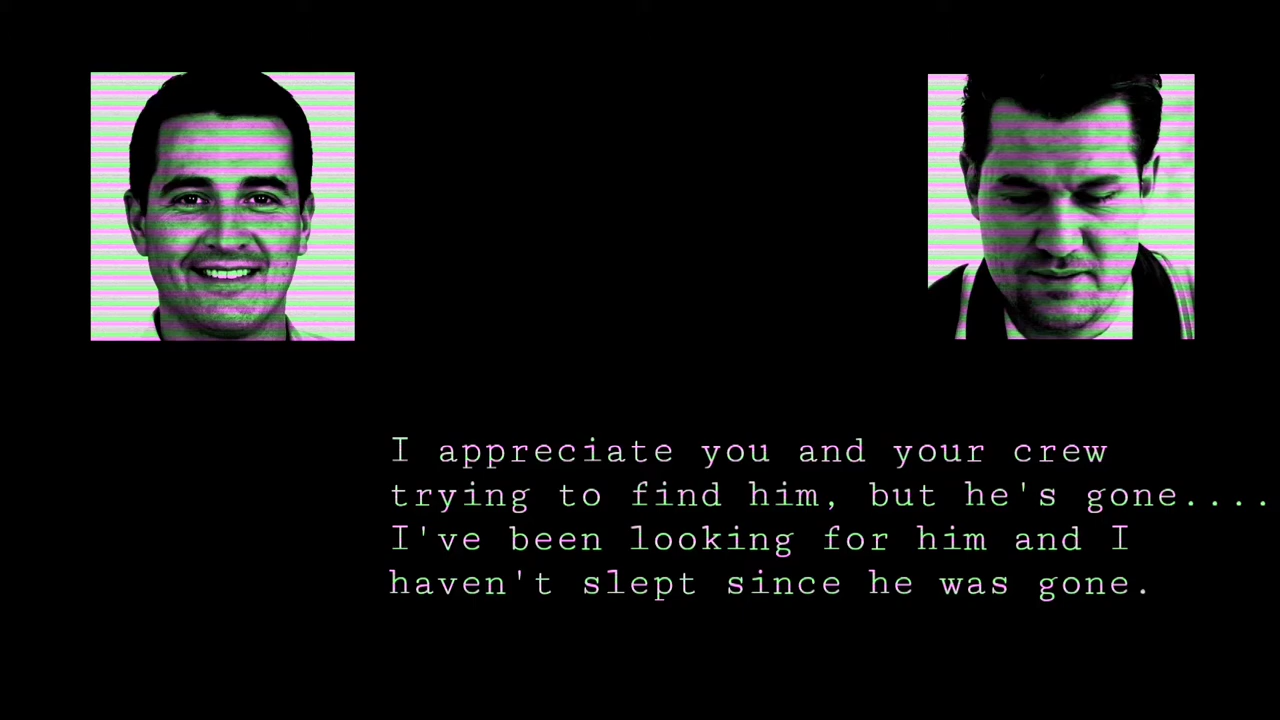 I appreciate you and your crew
trying to find him, but he's gone....
I've been looking for him and I
haven't slept since he was gone.